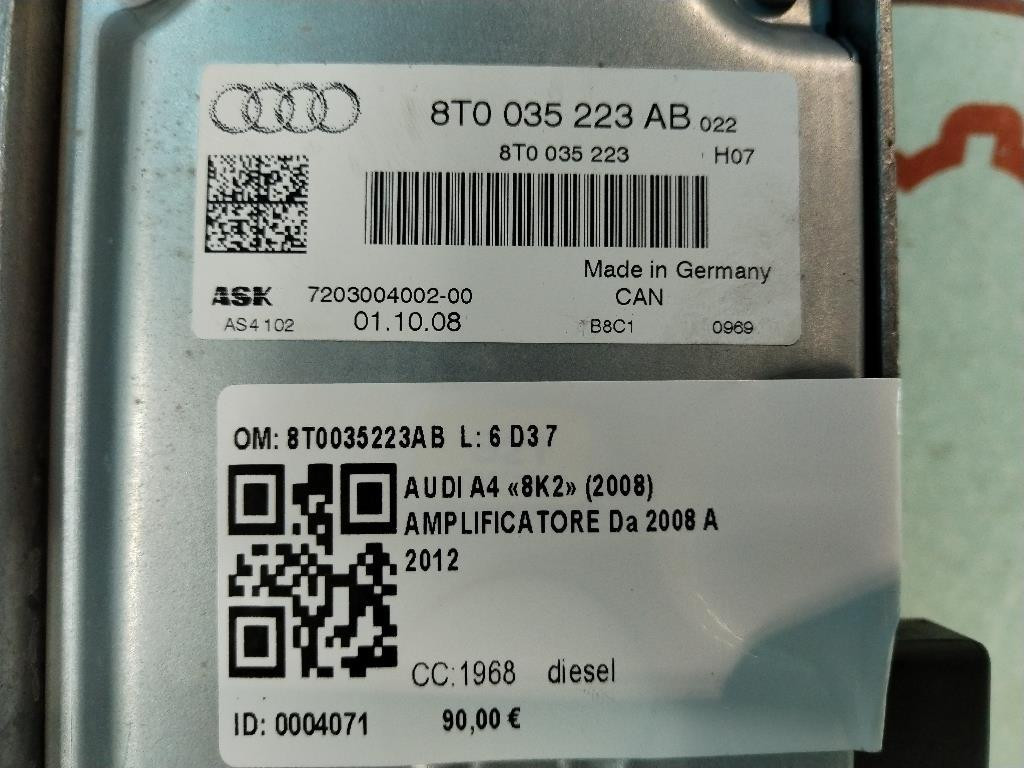 8T0 035 223 AB 022
8T0 035 223 H07
Made in Germany
ASK 7203004002-00 CAN
AS4 102 01.10.08 B8C1 0969
OM: 8T0035223AB L: 6 D3 7
AUDI A4 «8K2» (2008)
AMPLIFICATORE Da 2008 A
2012
CC:1968 diesel
ID: 0004071 90,00 €